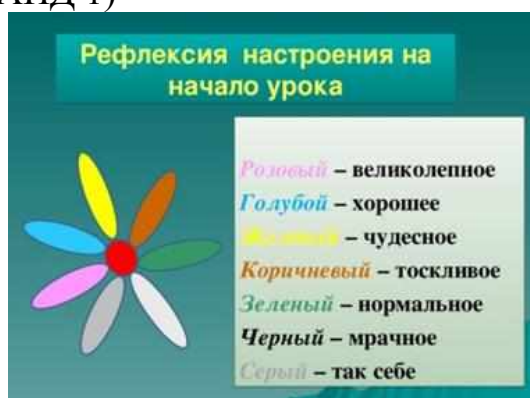 Рефлексия настроения на
начало урока
Розовый – великолепное
Голубой – хорошее
Желтый – чудесное
Коричневый – тоскливое
Зеленый – нормальное
Черный – мрачное
Серый – так себе